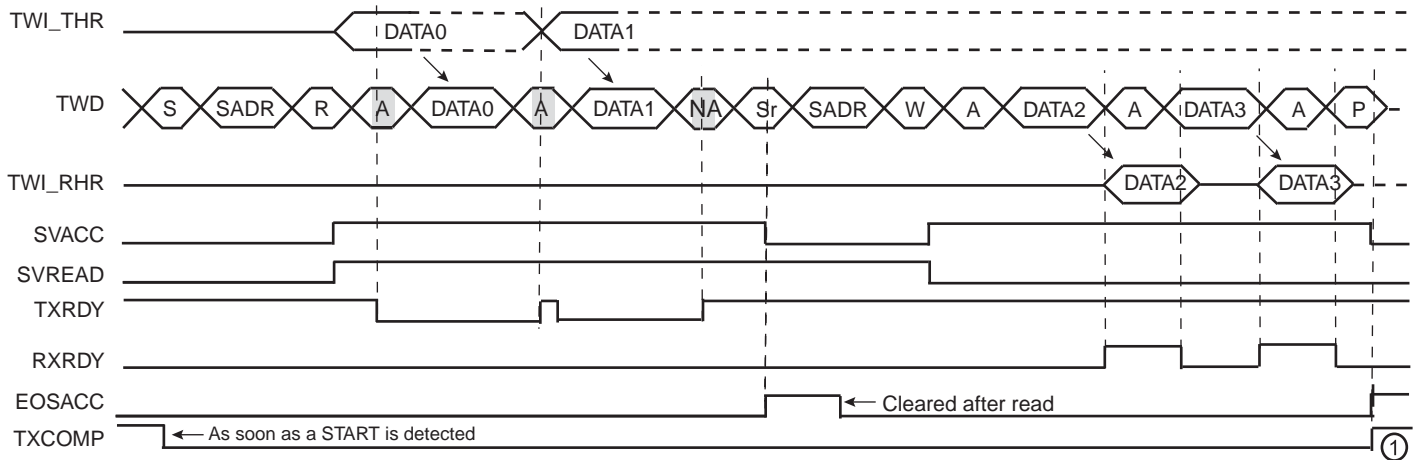 TWI_THR DATA0 DATA1
TWD S SADR R A DATA0 A DATA1 NA Sr SADR W A DATA2 A DATA3 A P
TWI_RHR DATA2 DATA3
SVACC
SVREAD
TXRDY
RXRDY
EOSACC Cleared after read
TXCOMP As soon as a START is detected 1